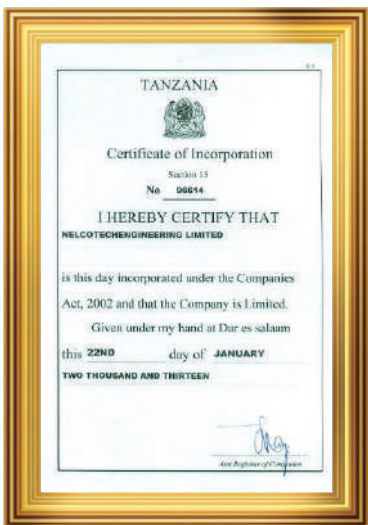 TANZANIA
Certificate of Incorporation
Section 15
No 96614
I HEREBY CERTIFY THAT
NELCOTECHENGINEERING LIMITED
is this day incorporated under the Companies
Act, 2002 and that the Company is Limited.
Given under my hand at Dar es salaam
this 22ND day of JANUARY
TWO THOUSAND AND THIRTEEN
Asst Registrar of Companies